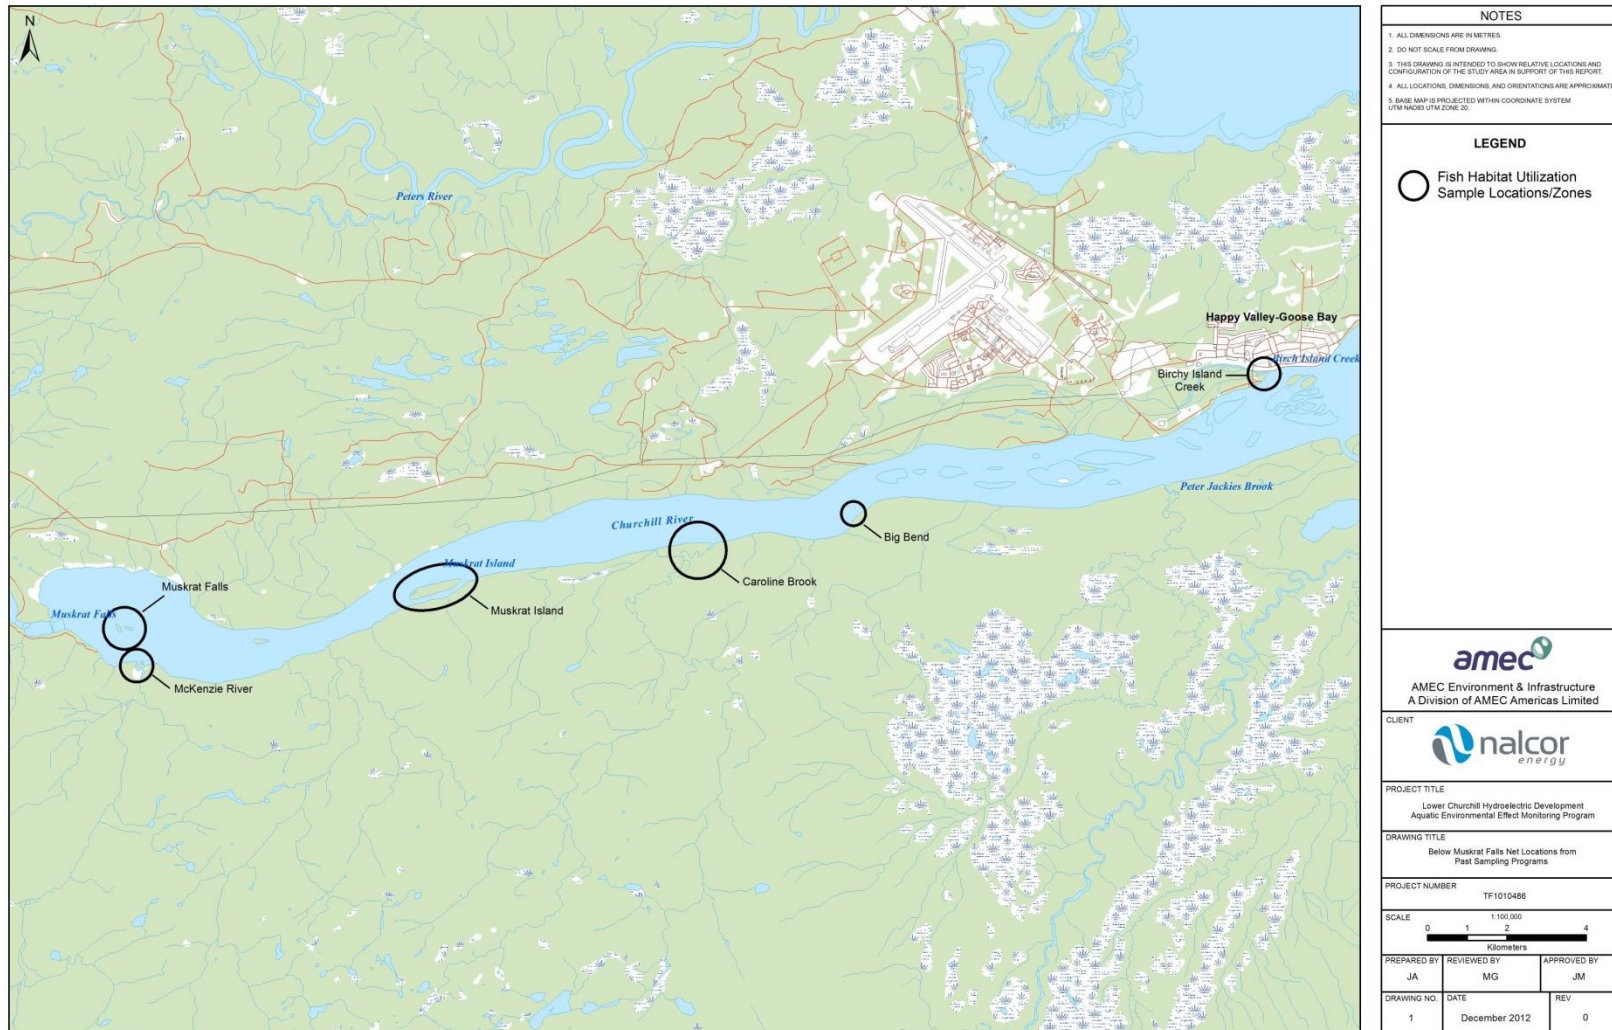 N
Peters River
Happy Valley-Goose Bay
Birch Island Creek
Birchy Island
Creek
Peter Jackies Brook
Churchill River
Big Bend
Caroline Brook
Muskrat Island
Muskrat Island
Muskrat Falls
Muskrat Falls
McKenzie River
NOTES
1. ALL DIMENSIONS ARE IN METRES.
2. DO NOT SCALE FROM DRAWING.
3. THIS DRAWING IS INTENDED TO SHOW RELATIVE LOCATIONS AND
CONFIGURATION OF THE STUDY AREA IN SUPPORT OF THIS REPORT.
4. ALL LOCATIONS, DIMENSIONS, AND ORIENTATIONS ARE APPROXIMATE
5. BASE MAP IS PROJECTED WITHIN COORDINATE SYSTEM
UTM NAD83 UTM ZONE 20.
LEGEND
Fish Habitat Utilization
Sample Locations/Zones
amec
AMEC Environment & Infrastructure
A Division of AMEC Americas Limited
CLIENT
nalcor
energy
PROJECT TITLE
Lower Churchill Hydroelectric Development
Aquatic Environmental Effect Monitoring Program
DRAWING TITLE
Below Muskrat Falls Net Locations from
Past Sampling Programs
PROJECT NUMBER
TF1010486
SCALE 1:100,000
0 1 2 4
Kilometers
PREPARED BY REVIEWED BY APPROVED BY
JA MG JM
DRAWING NO. DATE REV
1 December 2012 0